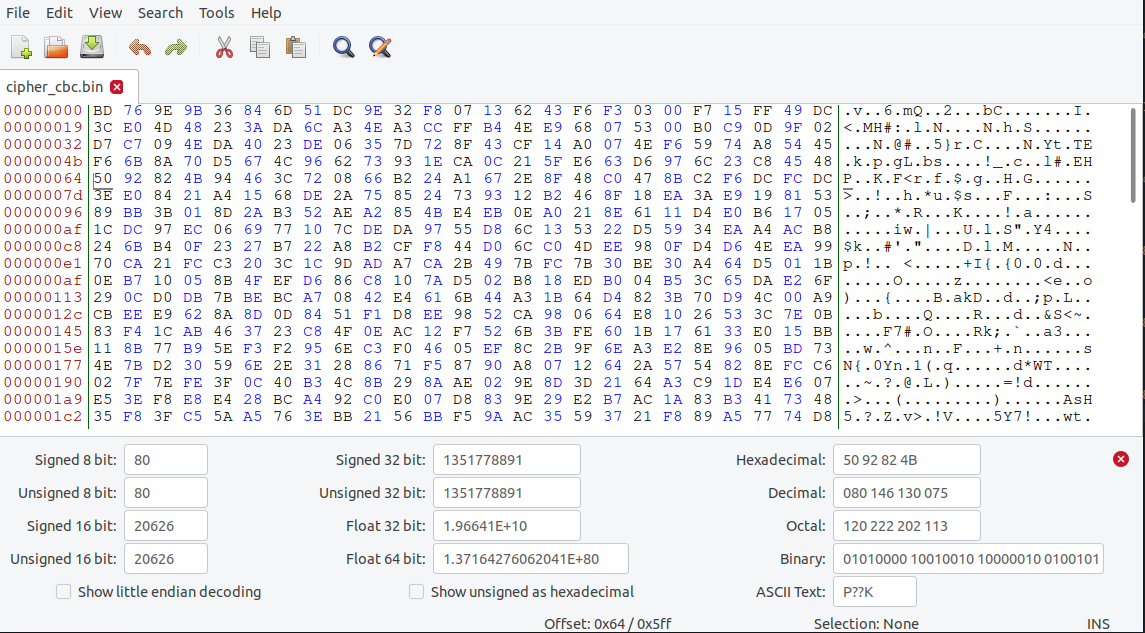 File Edit View Search Tools Help
cipher_cbc.bin
00000000 BD 76 9E 9B 36 84 6D 51 DC 9E 32 F8 07 13 62 43 F6 F3 03 00 F7 15 FF 49 DC .v..6.mQ..2...bC.......I.
00000019 3C E0 4D 48 23 3A DA 6C A3 4E A3 CC FF B4 4E E9 68 07 53 00 B0 C9 0D 9F 02 <.MH#:.l.N....N.h.S......
00000032 D7 C7 09 4E DA 40 23 DE 06 35 7D 72 8F 43 CF 14 A0 07 4E F6 59 74 A8 54 45 ...N.@#..5}r.C....N.Yt.TE
0000004b F6 6B 8A 70 D5 67 4C 96 62 73 93 1E CA 0C 21 5F E6 63 D6 97 6C 23 C8 45 48 .k.p.gL.bs....!_.c..l#.EH
00000064 50 92 82 4B 94 46 3C 72 08 66 B2 24 A1 67 2E 8F 48 C0 47 8B C2 F6 DC FC DC P..K.F<r.f.$.g..H.G......
0000007d 3E E0 84 21 A4 15 68 DE 2A 75 85 24 73 93 12 B2 46 8F 18 EA 3A E9 19 81 53 >..!..h.*u.$s...F...:...S
00000096 89 BB 3B 01 8D 2A B3 52 AE A2 85 4B E4 EB 0E A0 21 8E 61 11 D4 E0 B6 17 05 ..;..*.R...K....!.a......
000000af 1C DC 97 EC 06 69 77 10 7C DE DA 97 55 D8 6C 13 53 22 D5 59 34 EA A4 AC B8 .....iw.|...U.l.S".Y4....
000000c8 24 6B B4 0F 23 27 B7 22 A8 B2 CF F8 44 D0 6C C0 4D EE 98 0F D4 D6 4E EA 99 $k..#'."....D.l.M.....N..
000000e1 70 CA 21 FC C3 20 3C 1C 9D AD A7 CA 2B 49 7B FC 7B 30 BE 30 A4 64 D5 01 1B p.!.. <.....+I{.{0.0.d...
000000af 0E B7 10 05 8B 4F EF D6 86 C8 10 7A D5 02 B8 18 ED B0 04 B5 3C 65 DA E2 6F .....O.....z........<e..o
00000113 29 0C D0 DB 7B BE BC A7 08 42 E4 61 6B 44 A3 1B 64 D4 82 3B 70 D9 4C 00 A9 )...{....B.akD..d..;p.L..
0000012c CB EE E9 62 8A 8D 0D 84 51 F1 D8 EE 98 52 CA 98 06 64 E8 10 26 53 3C 7E 0B ...b....Q....R...d..&S<~.
00000145 83 F4 1C AB 46 37 23 C8 4F 0E AC 12 F7 52 6B 3B FE 60 1B 17 61 33 E0 15 BB ....F7#.O....Rk;.`..a3...
0000015e 11 8B 77 B9 5E F3 F2 95 6E C3 F0 46 05 EF 8C 2B 9F 6E A3 E2 8E 96 05 BD 73 ..w.^...n..F...+.n......s
00000177 4E 7B D2 30 59 6E 2E 31 28 86 71 F5 87 90 A8 07 12 64 2A 57 54 82 8E FC C6 N{.0Yn.1(.q......d*WT....
00000190 02 7F 7E FE 3F 0C 40 B3 4C 8B 29 8A AE 02 9E 8D 3D 21 64 A3 C9 1D E4 E6 07 ..~.?.@.L.).....=!d......
000001a9 E5 3E F8 E8 E4 28 BC A4 92 C0 E0 07 D8 83 9E 29 E2 B7 AC 1A 83 B3 41 73 48 .>...(.........)......AsH
000001c2 35 F8 3F C5 5A A5 76 3E BB 21 56 BB F5 9A AC 35 59 37 21 F8 89 A5 77 74 D8 5.?.Z.v>.!V....5Y7!...wt.
Signed 8 bit: 80 Signed 32 bit: 1351778891 Hexadecimal: 50 92 82 4B
Unsigned 8 bit: 80 Unsigned 32 bit: 1351778891 Decimal: 080 146 130 075
Signed 16 bit: 20626 Float 32 bit: 1.96641E+10 Octal: 120 222 202 113
Unsigned 16 bit: 20626 Float 64 bit: 1.37164276062041E+80 Binary: 01010000 10010010 10000010 0100101
Show little endian decoding Show unsigned as hexadecimal ASCII Text: P??K
Offset: 0x64 / 0x5ff Selection: None INS